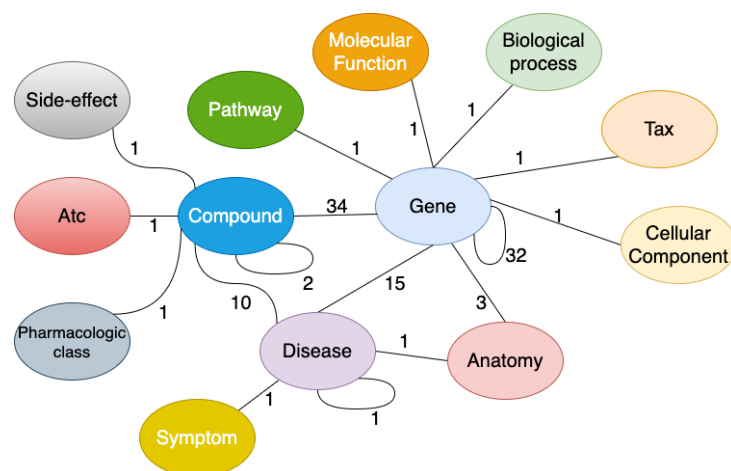 Molecular
Function
Biological
process
Side-effect
Pathway
1
1
Tax
1
1
1
Atc
1
Compound
34
Gene
1
Cellular
Component
32
2
15
10
3
1
Pharmacologic
class
Disease
1
Anatomy
1
1
Symptom